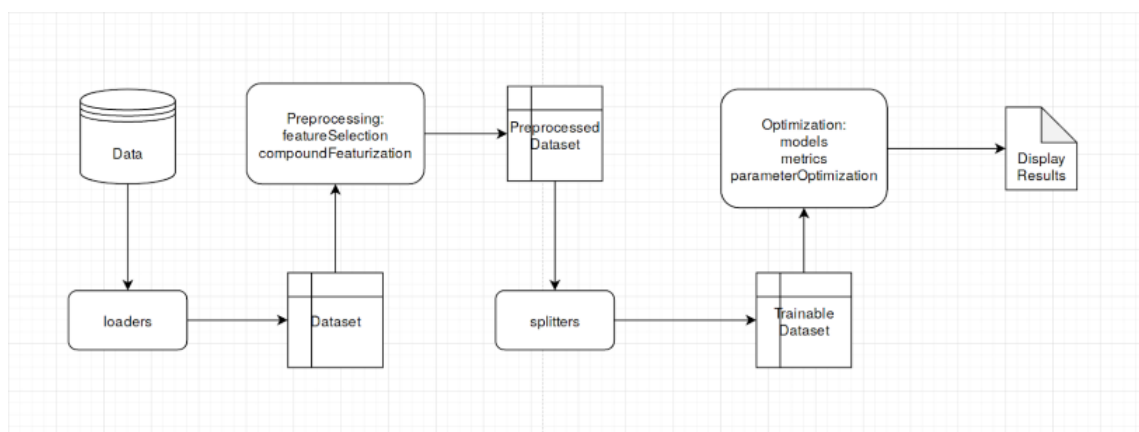 Data
loaders
Dataset
Preprocessing:
featureSelection
compoundFeaturization
Preprocessed
Dataset
splitters
Trainable
Dataset
Optimization:
models
metrics
parameterOptimization
Display
Results